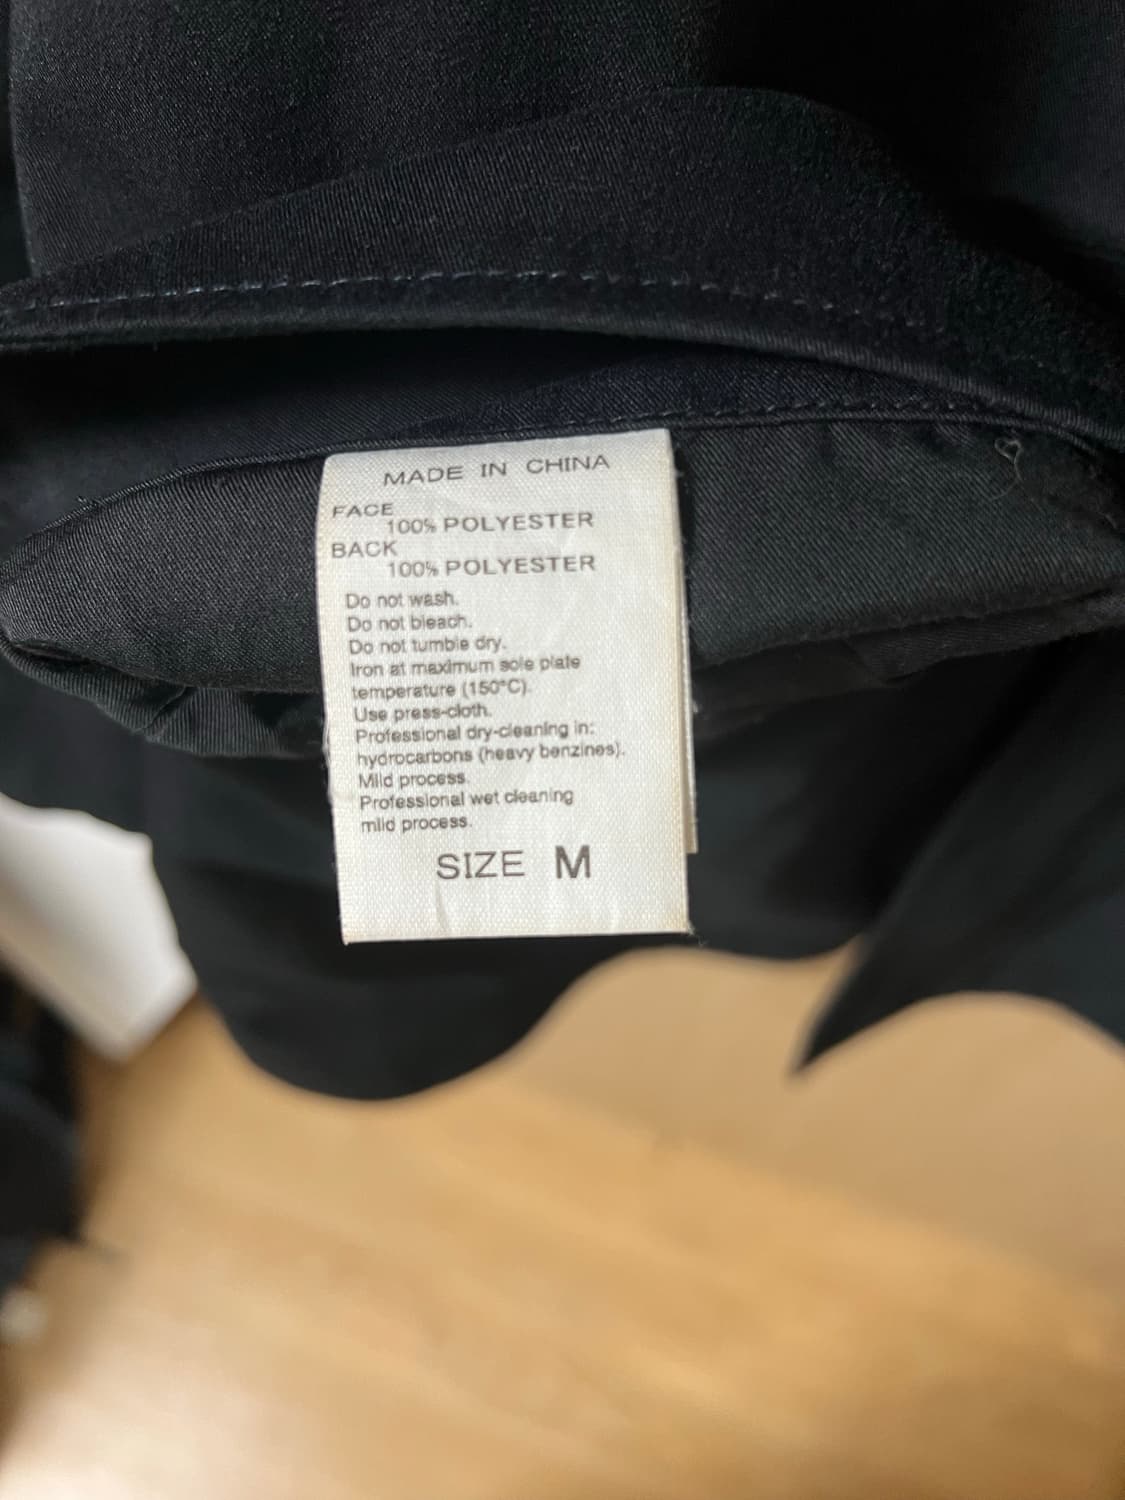 MADE IN CHINA
FACE
100% POLYESTER
BACK
100% POLYESTER
Do not wash.
Do not bleach.
Do not tumble dry.
Iron at maximum sole plate
temperature (150°C).
Use press-cloth.
Professional dry-cleaning in:
hydrocarbons (heavy benzines).
Mild process.
Professional wet cleaning
mild process.
SIZE M